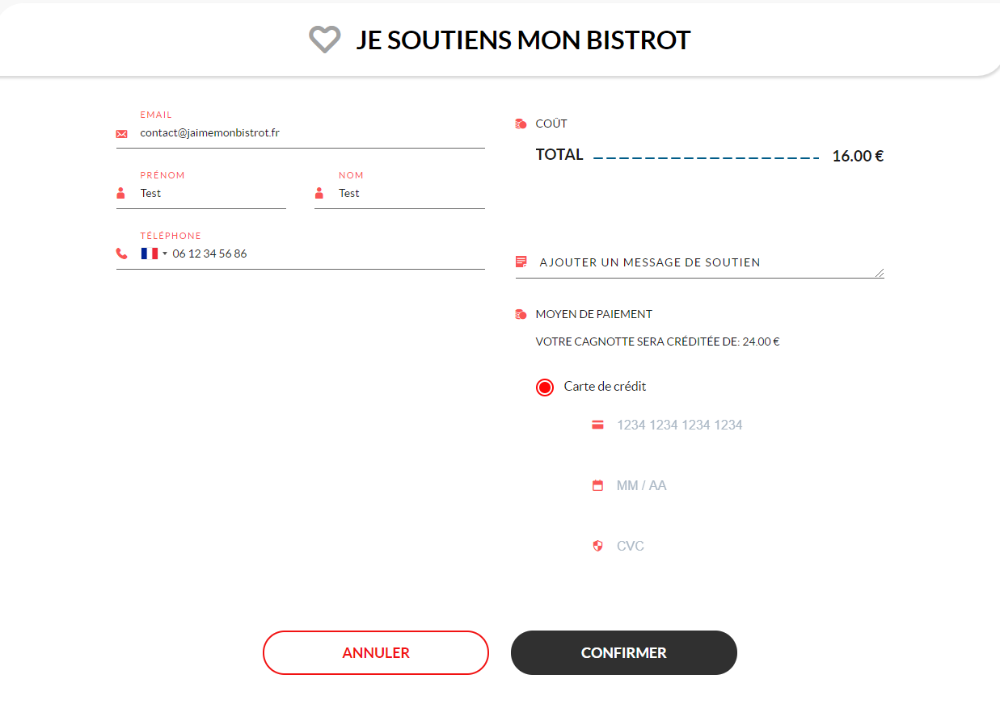 JE SOUTIENS MON BISTROT
EMAIL
contact@jaimemonbistrot.fr
PRÉNOM
Test
NOM
Test
TÉLÉPHONE
06 12 34 56 86
COÛT
TOTAL 16.00 €
AJOUTER UN MESSAGE DE SOUTIEN
MOYEN DE PAIEMENT
VOTRE CAGNOTTE SERA CRÉDITÉE DE: 24.00 €
Carte de crédit
1234 1234 1234 1234
MM / AA
CVC
ANNULER
CONFIRMER